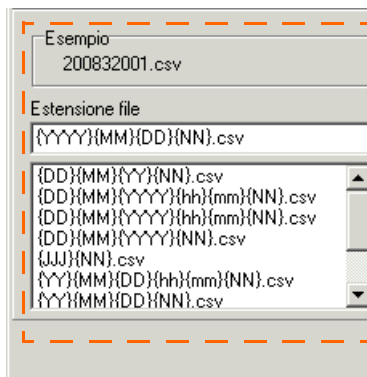 Esempio
200832001.csv
Estensione file
{YYYY}{MM}{DD}{NN}.csv
{DD}{MM}{YY}{NN}.csv
{DD}{MM}{YYYY}{hh}{mm}{NN}.csv
{DD}{MM}{YYYY}{hh}{mm}{NN}.csv
{DD}{MM}{YYYY}{NN}.csv
{JJJ}{NN}.csv
{YY}{MM}{DD}{hh}{mm}{NN}.csv
{YY}{MM}{DD}{NN}.csv